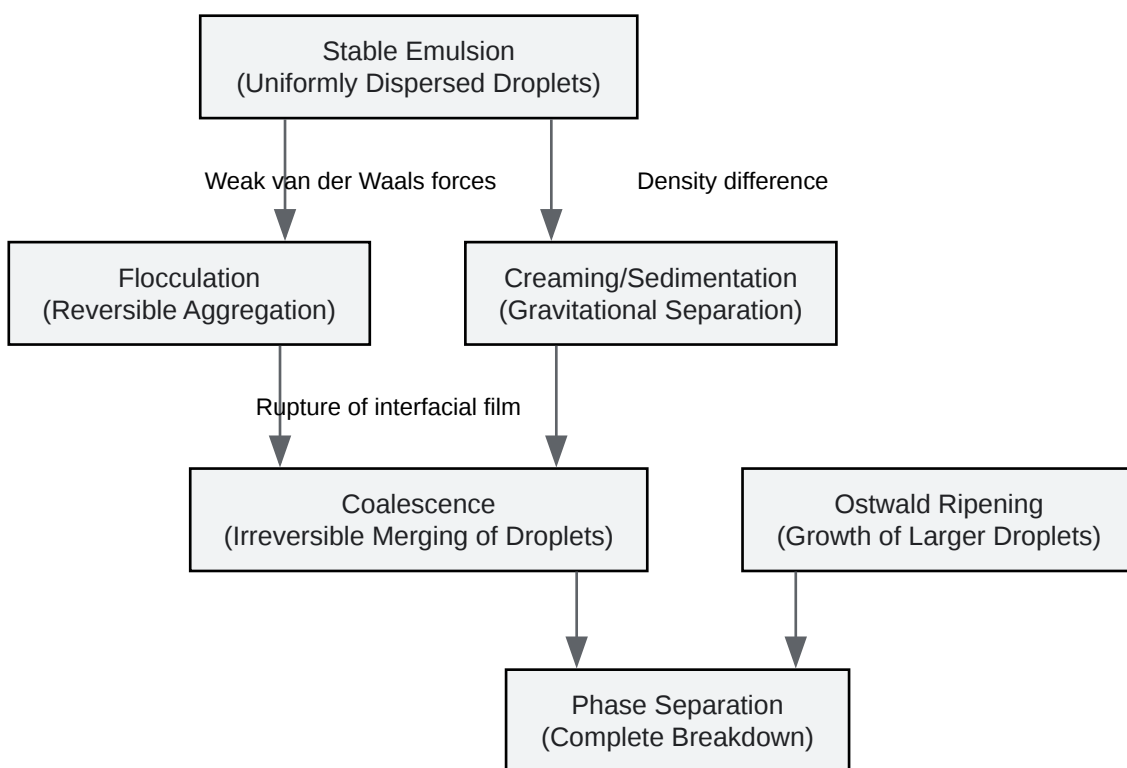 Stable Emulsion
(Uniformly Dispersed Droplets)
Weak van der Waals forces
Density difference
Flocculation
(Reversible Aggregation)
Creaming/Sedimentation
(Gravitational Separation)
Rupture of interfacial film
Coalescence
(Irreversible Merging of Droplets)
Ostwald Ripening
(Growth of Larger Droplets)
Phase Separation
(Complete Breakdown)